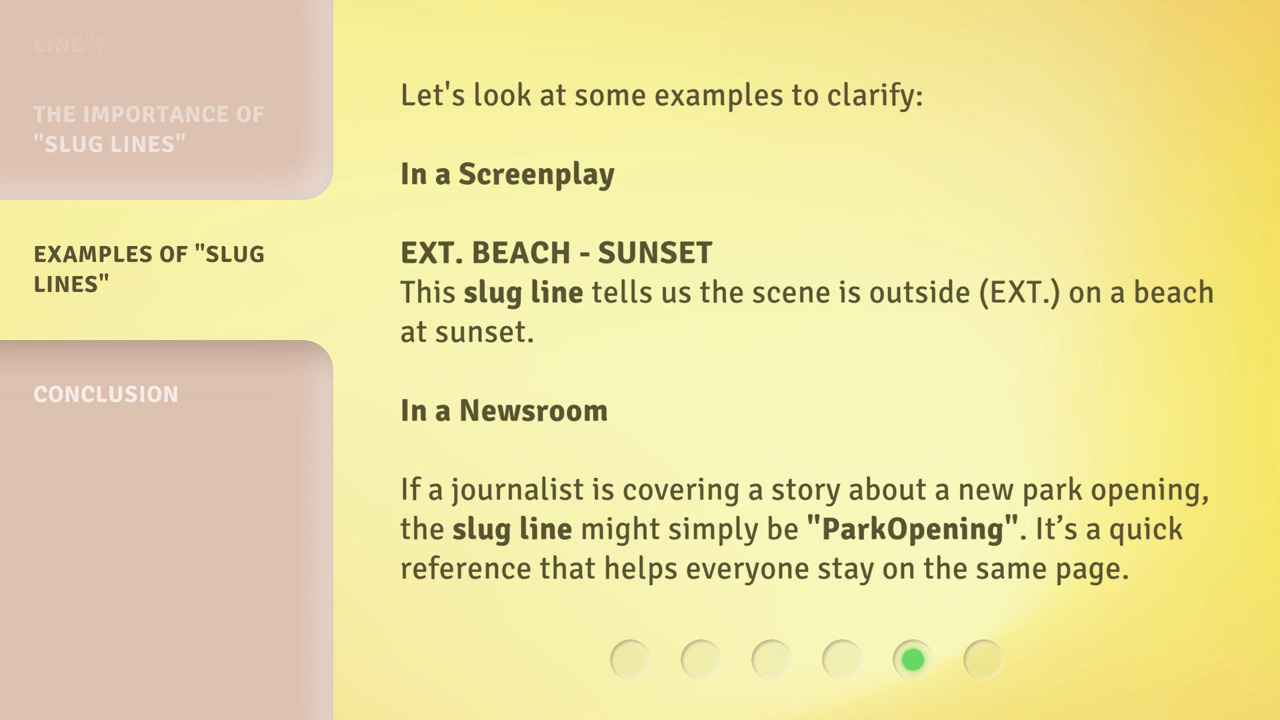 LINE"?
THE IMPORTANCE OF
"SLUG LINES"
EXAMPLES OF "SLUG
LINES"
CONCLUSION
Let's look at some examples to clarify:
In a Screenplay
EXT. BEACH - SUNSET
This slug line tells us the scene is outside (EXT.) on a beach
at sunset.
In a Newsroom
If a journalist is covering a story about a new park opening,
the slug line might simply be "ParkOpening". It’s a quick
reference that helps everyone stay on the same page.